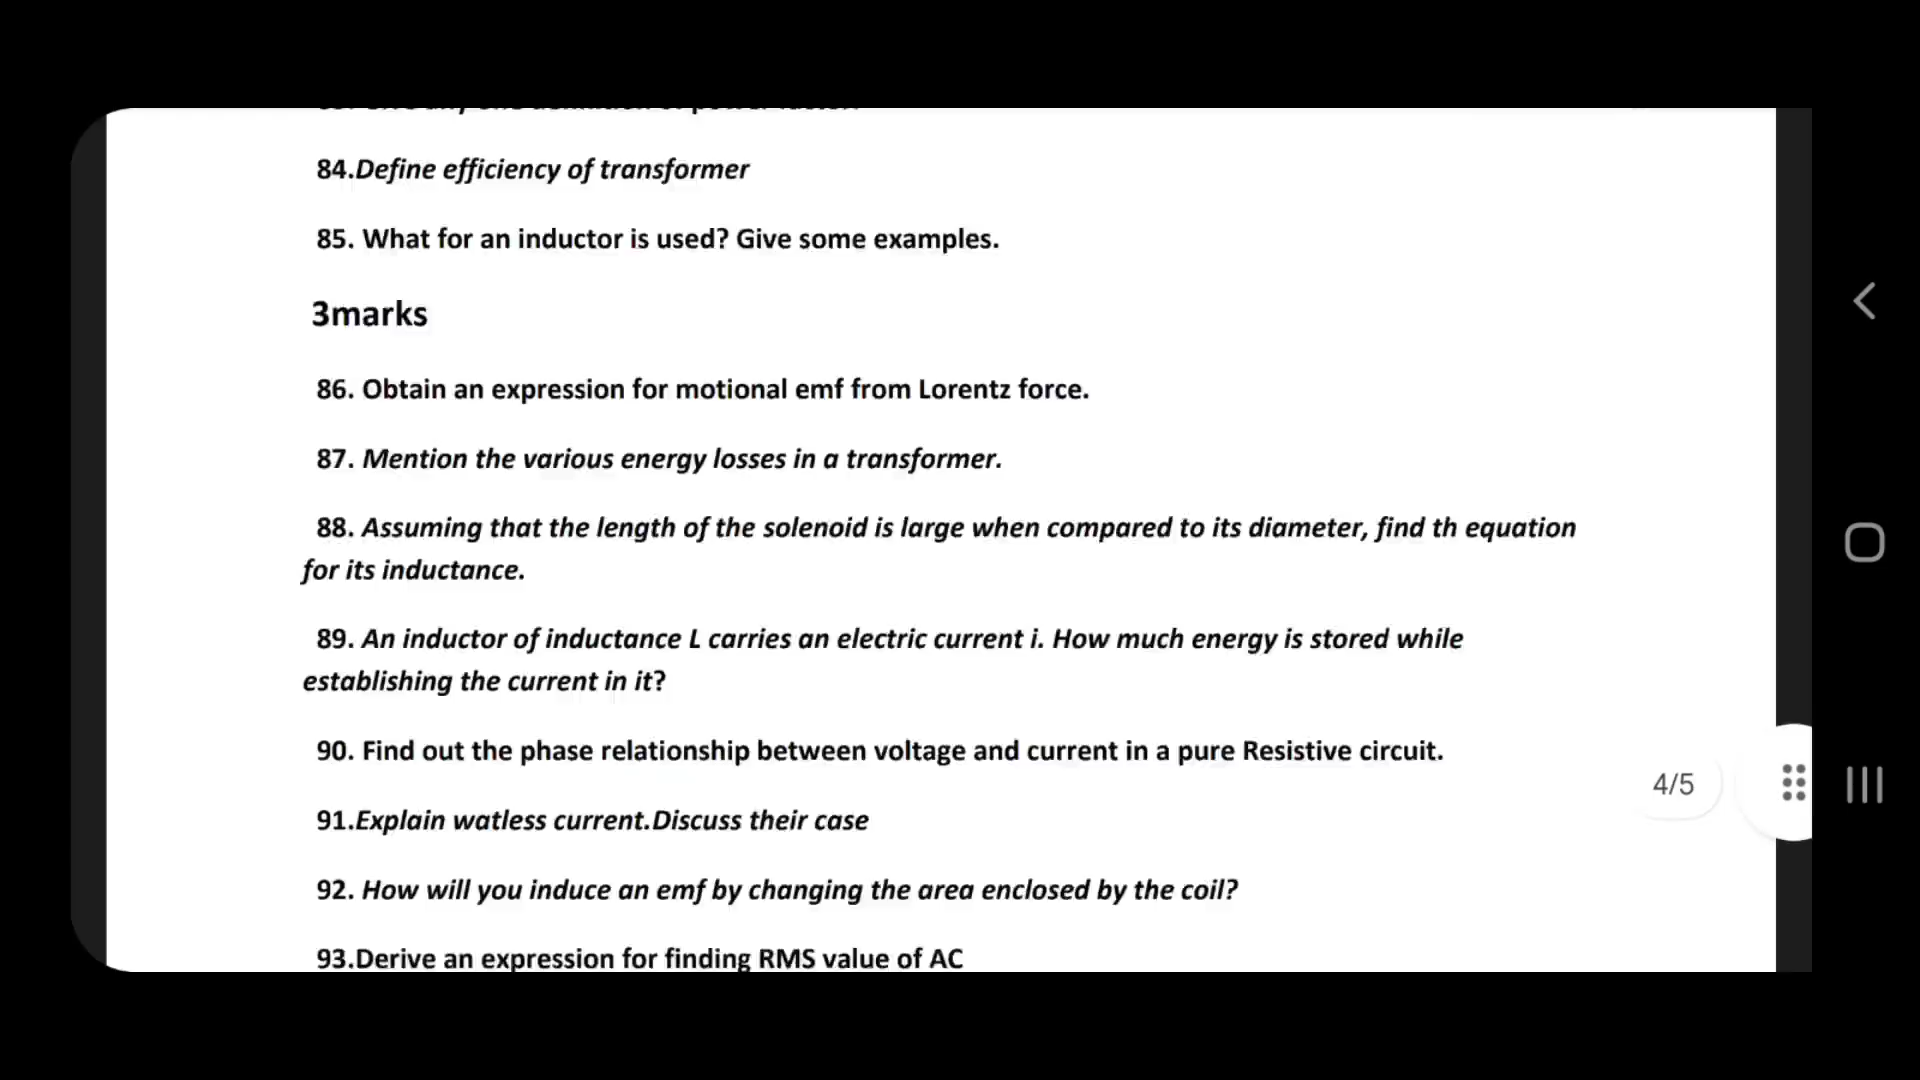 84.Define efficiency of transformer
85. What for an inductor is used? Give some examples.
3marks
86. Obtain an expression for motional emf from Lorentz force.
87. Mention the various energy losses in a transformer.
88. Assuming that the length of the solenoid is large when compared to its diameter, find th equation
for its inductance.
89. An inductor of inductance L carries an electric current i. How much energy is stored while
establishing the current in it?
90. Find out the phase relationship between voltage and current in a pure Resistive circuit.
4/5
91.Explain watless current.Discuss their case
92. How will you induce an emf by changing the area enclosed by the coil?
93.Derive an expression for finding RMS value of AC